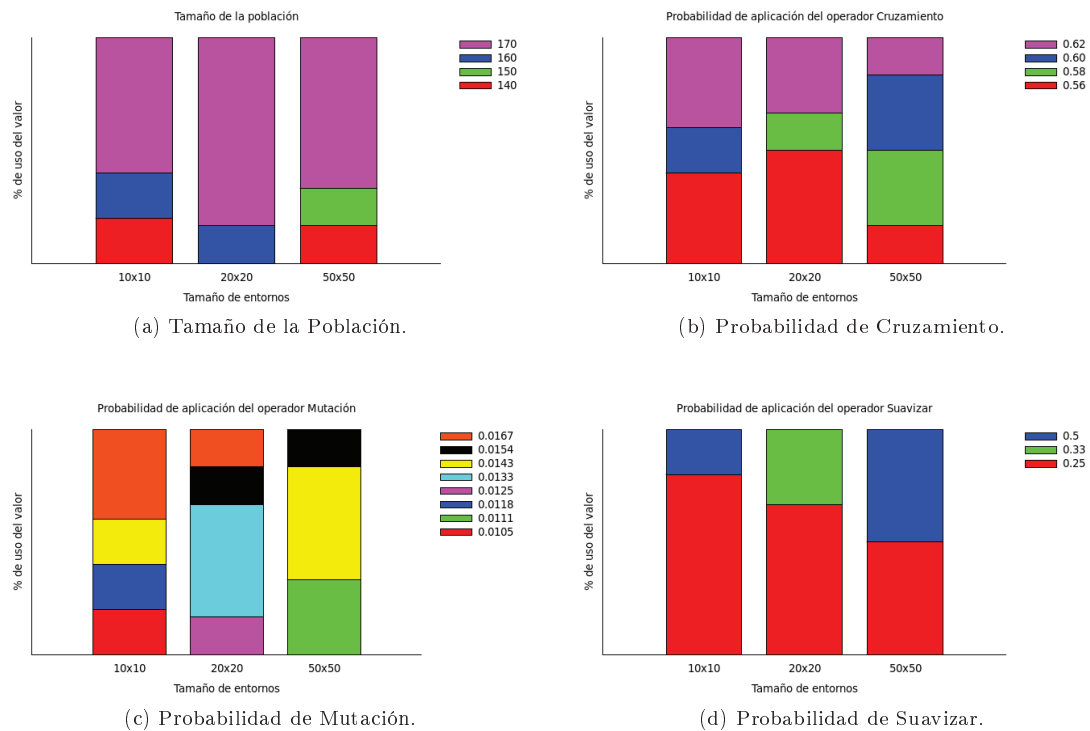 Tamaño de la población
% de uso del valor
170
160
150
140
10x10 20x20 50x50
Tamaño de entornos
(a) Tamaño de la Población.
Probabilidad de aplicación del operador Cruzamiento
% de uso del valor
0.62
0.60
0.58
0.56
10x10 20x20 50x50
Tamaño de entornos
(b) Probabilidad de Cruzamiento.
Probabilidad de aplicación del operador Mutación
% de uso del valor
0.0167
0.0154
0.0143
0.0133
0.0125
0.0118
0.0111
0.0105
10x10 20x20 50x50
Tamaño de entornos
(c) Probabilidad de Mutación.
Probabilidad de aplicación del operador Suavizar
% de uso del valor
0.5
0.33
0.25
10x10 20x20 50x50
Tamaño de entornos
(d) Probabilidad de Suavizar.